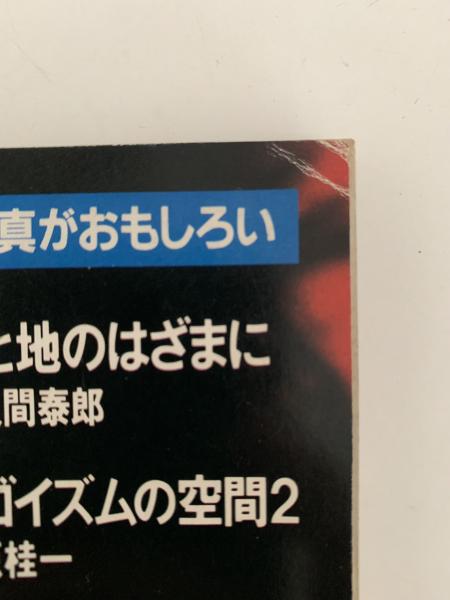 真がおもしろい
と地のはざまに
間泰郎
ゴイズムの空間2
桂一